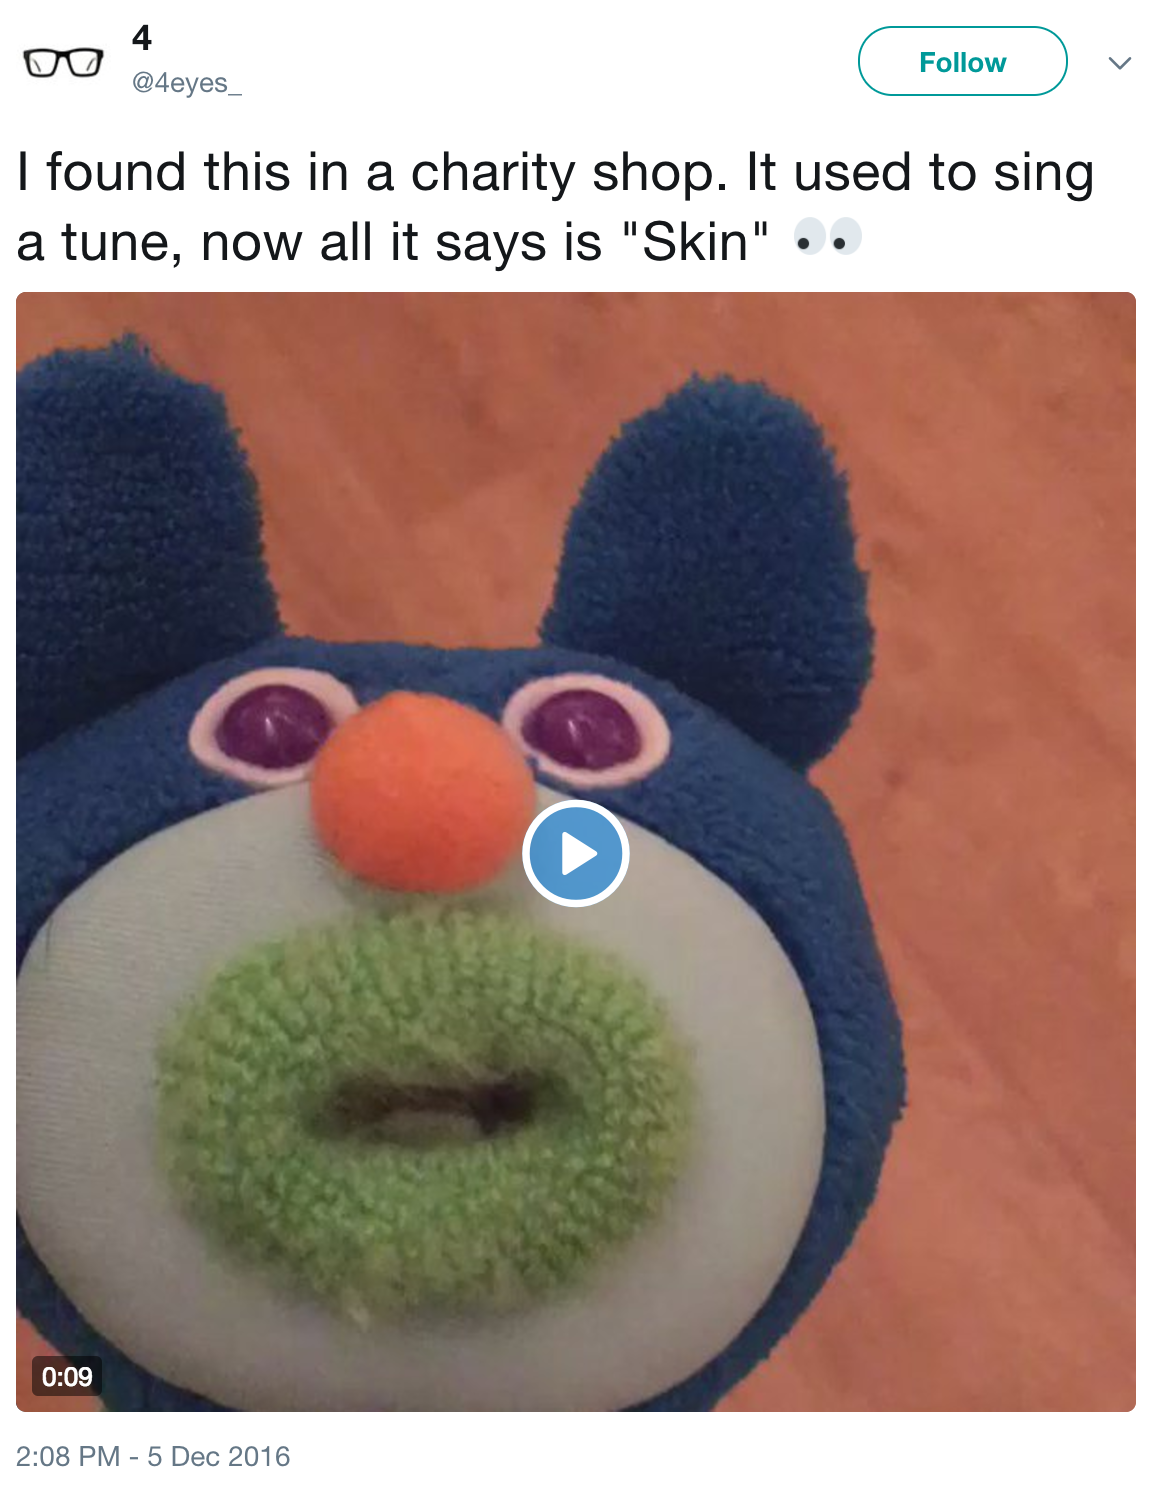 4
@4eyes_
Follow
I found this in a charity shop. It used to sing
a tune, now all it says is "Skin" 👀
0:09
2:08 PM - 5 Dec 2016